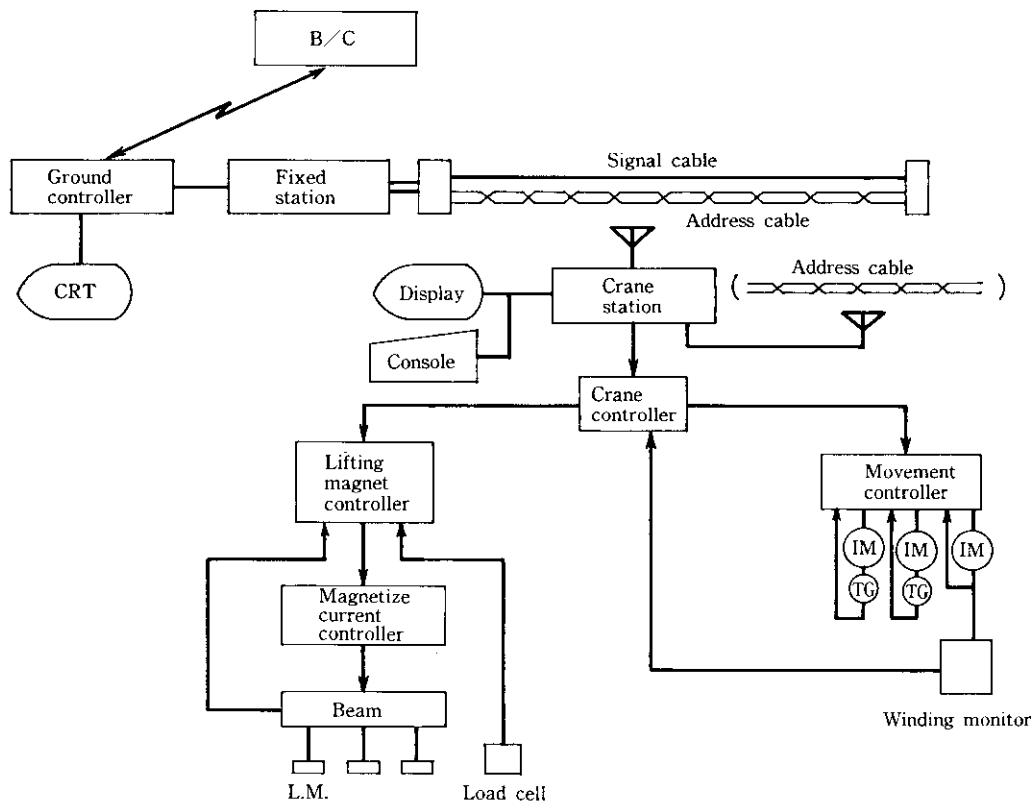 B/C
Ground
controller
Fixed
station
Signal cable
Address cable
CRT
Display
Console
Crane
station
( Address cable )
Crane
controller
Lifting
magnet
controller
Movement
controller
IM
IM
IM
TG
TG
Magnetize
current
controller
Beam
Winding monitor
L.M.
Load cell